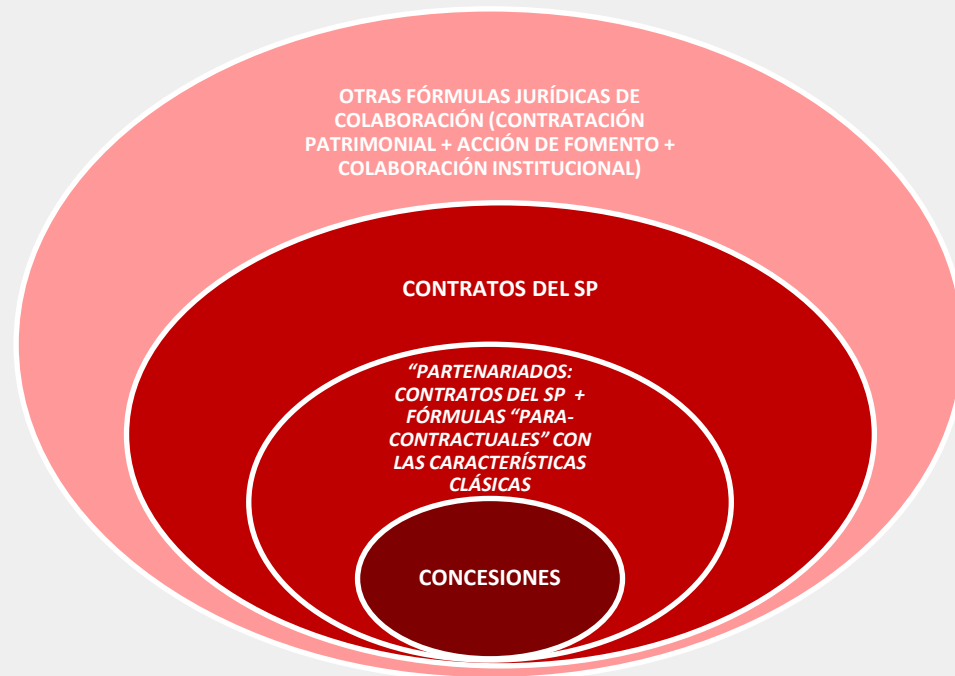 OTRAS FÓRMULAS JURÍDICAS DE
COLABORACIÓN (CONTRATACIÓN
PATRIMONIAL + ACCIÓN DE FOMENTO +
COLABORACIÓN INSTITUCIONAL)
CONTRATOS DEL SP
“PARTENARIADOS:
CONTRATOS DEL SP +
FÓRMULAS “PARA-
CONTRACTUALES” CON
LAS CARACTERÍSTICAS
CLÁSICAS
CONCESIONES